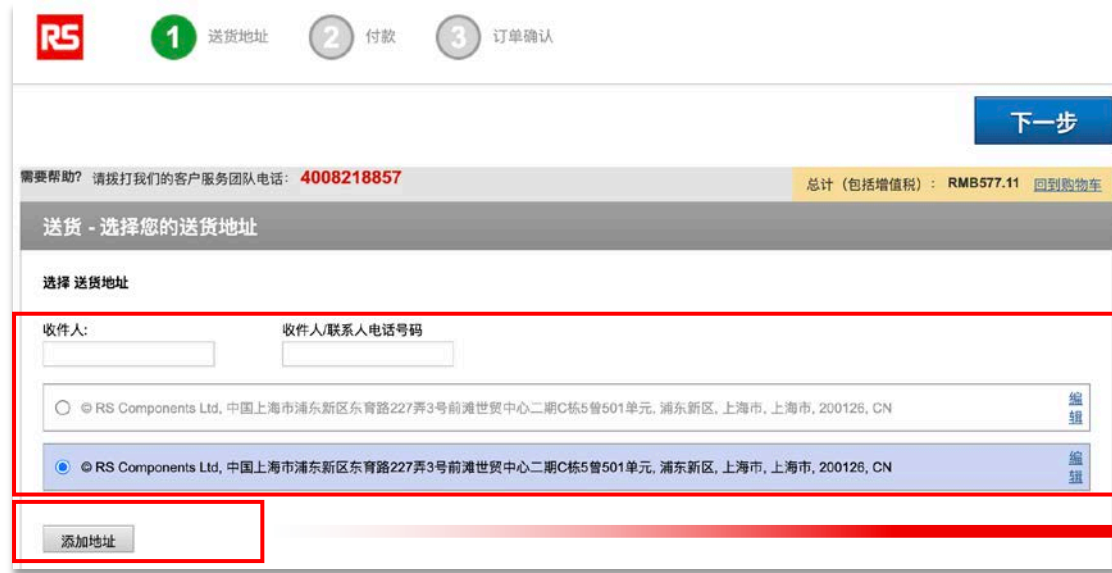 RS 1 送货地址 2 付款 3 订单确认
下一步
需要帮助? 请拨打我们的客户服务团队电话: 4008218857
总计（包括增值税）: RMB577.11 回到购物车
送货 - 选择您的送货地址
选择 送货地址
收件人: 收件人/联系人电话号码
© RS Components Ltd, 中国上海市浦东新区东育路227弄3号前滩世贸中心二期C栋5曾501单元, 浦东新区, 上海市, 上海市, 200126, CN 编辑
© RS Components Ltd, 中国上海市浦东新区东育路227弄3号前滩世贸中心二期C栋5曾501单元, 浦东新区, 上海市, 上海市, 200126, CN 编辑
添加地址